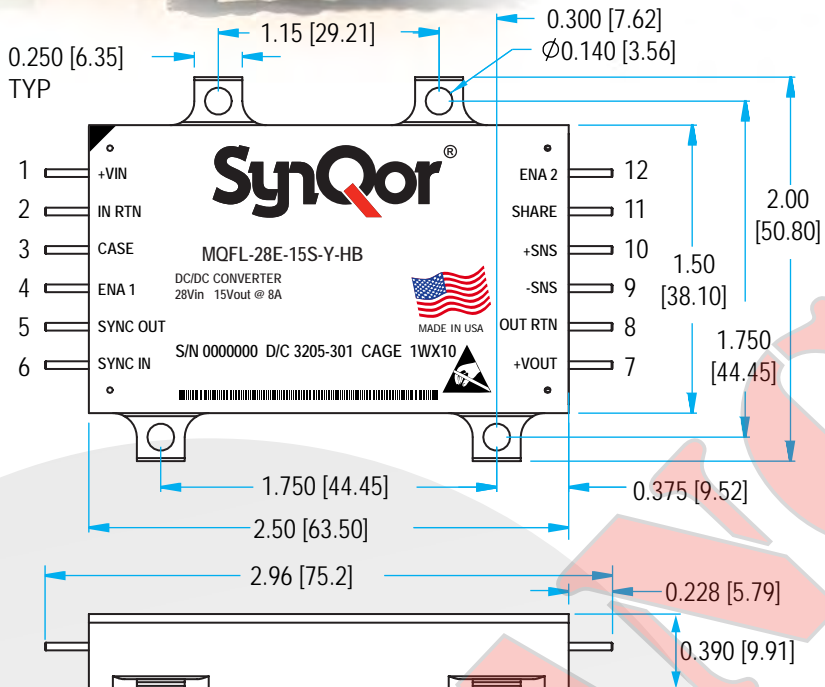 1.15 [29.21]
0.300 [7.62]
Ø0.140 [3.56]
0.250 [6.35]
TYP
SynQor®
1 +VIN
2 IN RTN
3 CASE
4 ENA 1
5 SYNC OUT
6 SYNC IN
ENA 2 12
SHARE 11
+SNS 10
-SNS 9
OUT RTN 8
+VOUT 7
MQFL-28E-15S-Y-HB
DC/DC CONVERTER
28Vin 15Vout @ 8A
MADE IN USA
S/N 0000000 D/C 3205-301 CAGE 1WX10
2.00
[50.80]
1.50
[38.10]
1.750
[44.45]
1.750 [44.45]
0.375 [9.52]
2.50 [63.50]
2.96 [75.2]
0.228 [5.79]
0.390 [9.91]